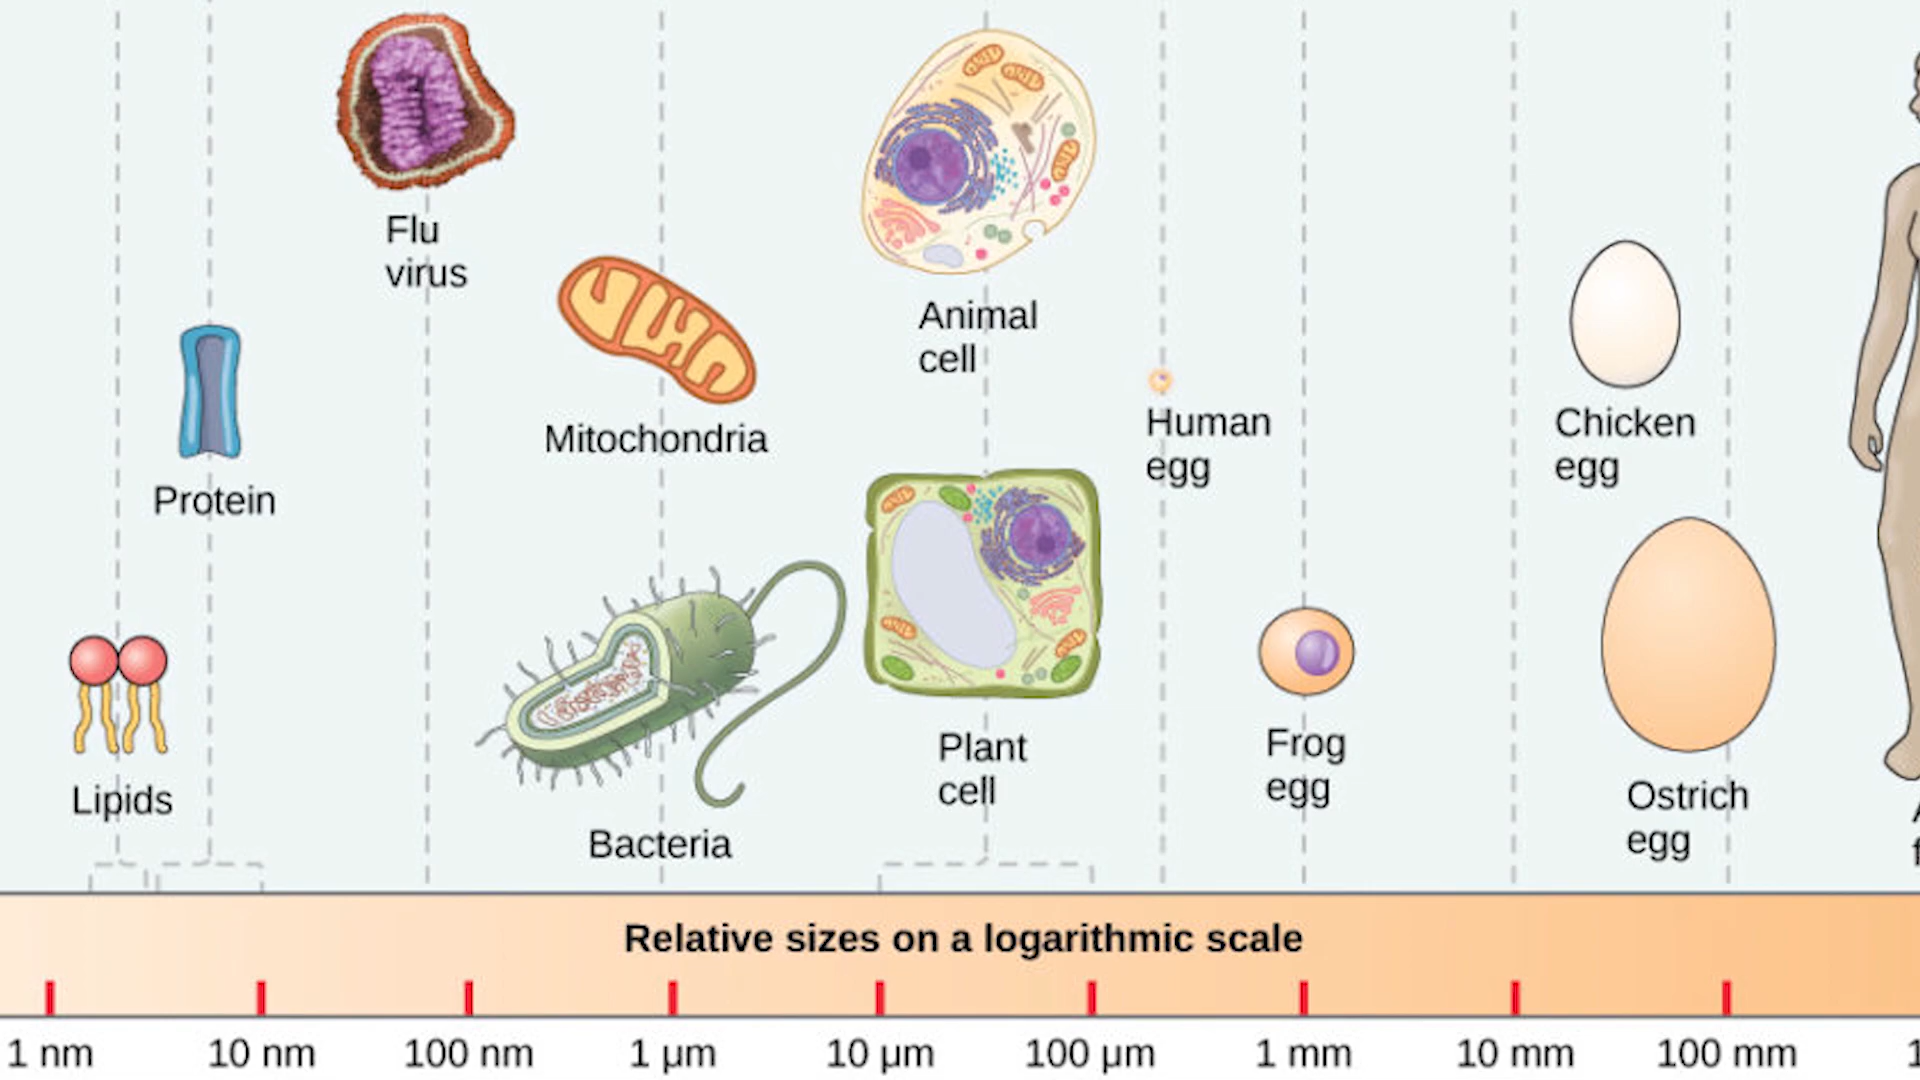 Flu
virus
Animal
cell
Mitochondria
Human
egg
Chicken
egg
Protein
Lipids
Bacteria
Plant
cell
Frog
egg
Ostrich
egg
Relative sizes on a logarithmic scale
1 nm 10 nm 100 nm 1 µm 10 µm 100 µm 1 mm 10 mm 100 mm